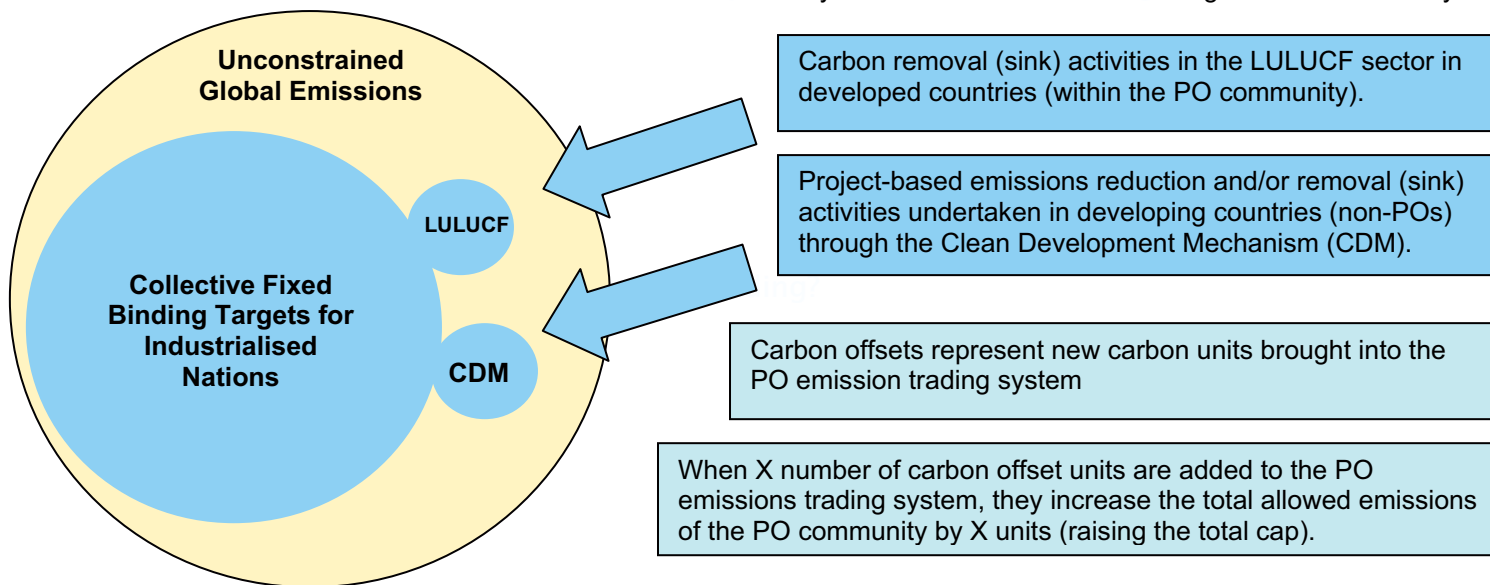 Unconstrained
Global Emissions
LULUCF
Collective Fixed
Binding Targets for
Industrialised
Nations
CDM
Carbon removal (sink) activities in the LULUCF sector in
developed countries (within the PO community).
Project-based emissions reduction and/or removal (sink)
activities undertaken in developing countries (non-POs)
through the Clean Development Mechanism (CDM).
Carbon offsets represent new carbon units brought into the
PO emission trading system
When X number of carbon offset units are added to the PO
emissions trading system, they increase the total allowed emissions
of the PO community by X units (raising the total cap).